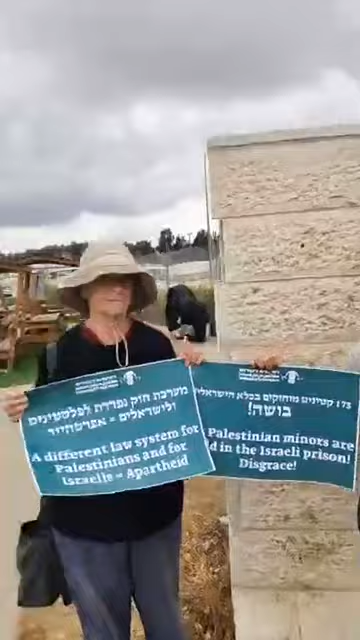 מערכת חוק נפרדת לפלסטינים
ולישראלים = אפרטהייד
A different law system for
Palestinians and for
Israelis = Apartheid
175 קטינים מוחזקים בכלא הישראלי
בושה!
Palestinian minors are
d in the Israeli prison!
Disgrace!